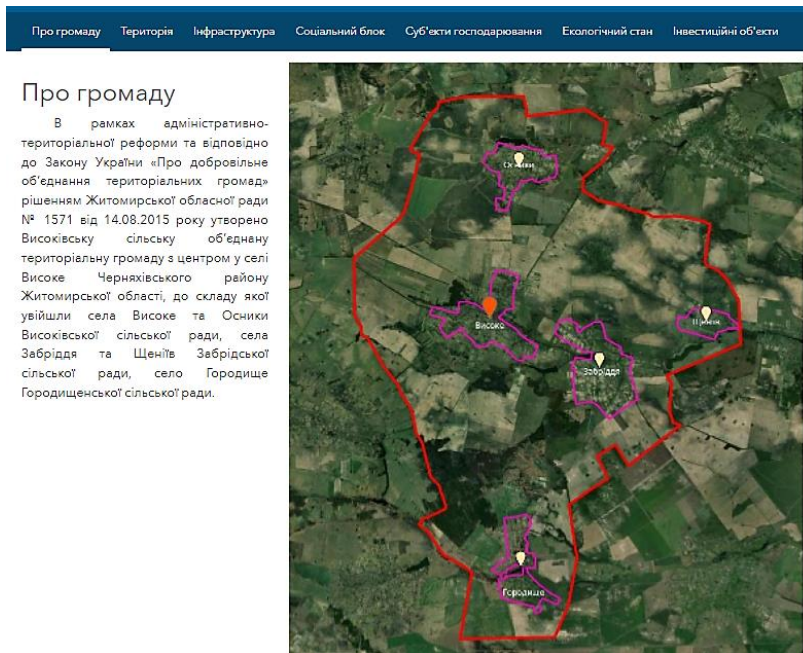 Про громаду Територія Інфраструктура Соціальний блок Суб'єкти господарювання Екологічний стан Інвестиційні об'єкти
Про громаду
В рамках адміністративно-
територіальної реформи та відповідно
до Закону України «Про добровільне
об'єднання територіальних громад»
рішенням Житомирської обласної ради
№ 1571 від 14.08.2015 року утворено
Високівську сільську об'єднану
територіальну громаду з центром у селі
Високе Черняхівського району
Житомирської області, до складу якої
увійшли села Високе та Осники
Високівської сільської ради, села
Забріддя та Щеніїв Забрідської
сільської ради, село Городище
Городищенської сільської ради.
Осники
Високе
Щеніїв
Забріддя
Городище